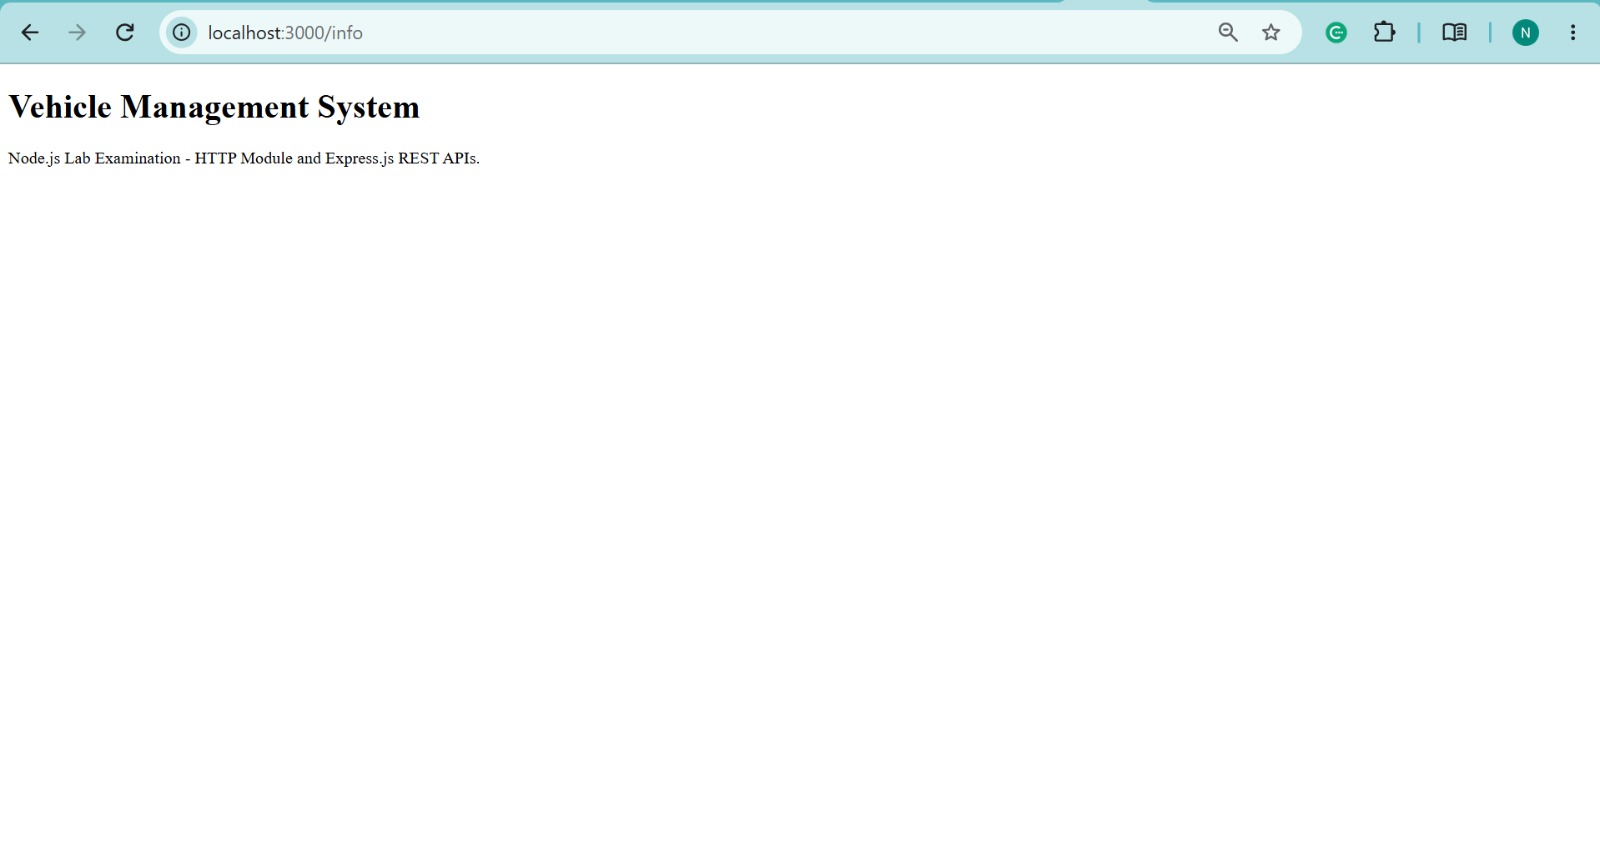 localhost:3000/info
N
Vehicle Management System
Node.js Lab Examination - HTTP Module and Express.js REST APIs.